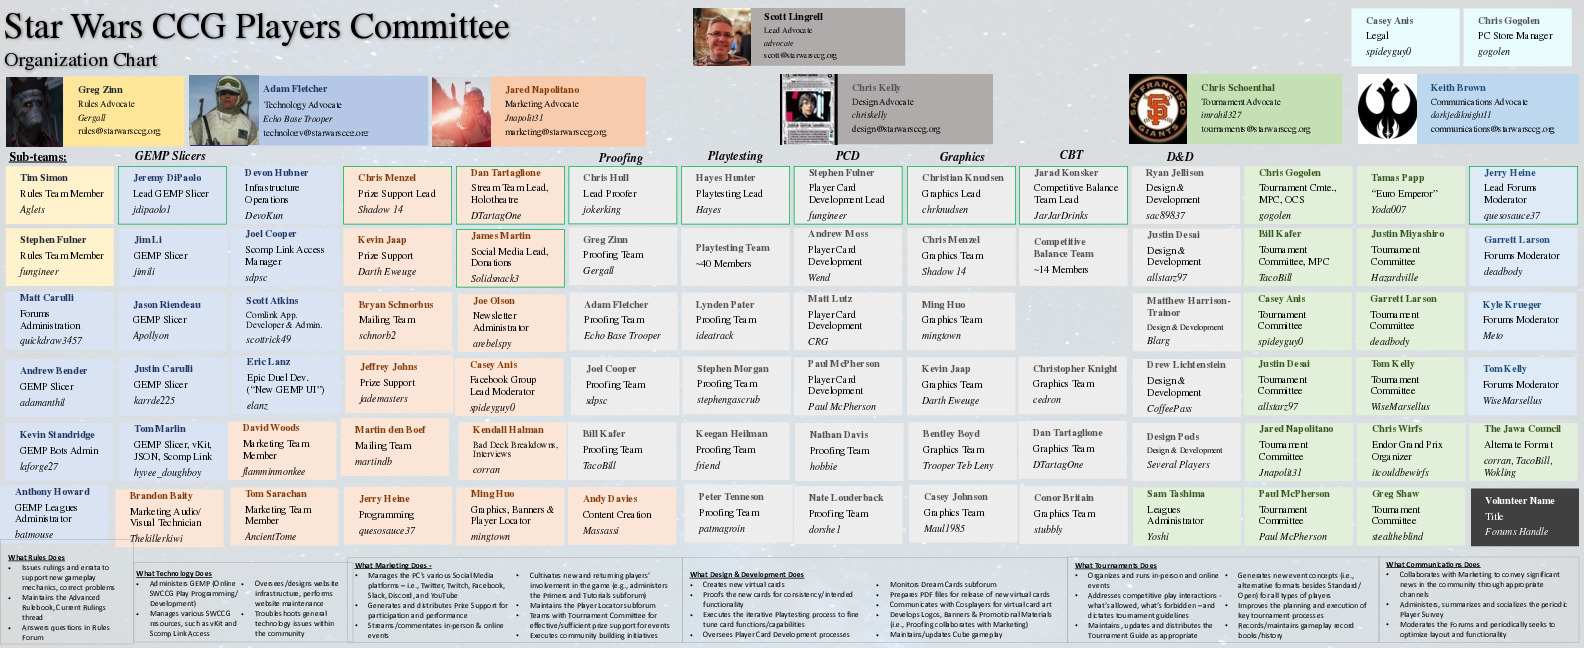 Star Wars CCG Players Committee
Organization Chart
Scott Lingrell
Lead Advocate
advocate
scott@starwarsccg.org
Casey Anis
Legal
spideyguy0
Chris Gogolen
PC Store Manager
gogolen
Greg Zinn
Rules Advocate
Gergall
rules@starwarsccg.org
Adam Fletcher
Technology Advocate
Echo Base Trooper
technology@starwarsccg.org
Jared Napolitano
Marketing Advocate
Jnapolit31
marketing@starwarsccg.org
Chris Kelly
Design Advocate
chriskelly
design@starwarsccg.org
SAN FRANCISCO
GIANTS
Chris Schoenthal
Tournament Advocate
imrahil327
tournaments@starwarsccg.org
Keith Brown
Communications Advocate
darkjediknight11
communications@starwarsccg.org
Sub-teams:
GEMP Slicers
Proofing
Playtesting
PCD
Graphics
CBT
D&D
Tim Simon
Rules Team Member
Aglets
Jeremy DiPaolo
Lead GEMP Slicer
jdipaolo1
Devon Hubner
Infrastructure
Operations
DevoKun
Chris Menzel
Prize Support Lead
Shadow 14
Dan Tartaglione
Stream Team Lead,
Holotheatre
DTartagOne
Chris Hull
Lead Proofer
jokerking
Hayes Hunter
Playtesting Lead
Hayes
Stephen Fulner
Player Card
Development Lead
fungineer
Christian Knudsen
Graphics Lead
chrknudsen
Jarad Konsker
Competitive Balance
Team Lead
JarJarDrinks
Ryan Jellison
Design &
Development
sac89837
Chris Gogolen
Tournament Cmte.,
MPC, OCS
gogolen
Tamas Papp
"Euro Emperor"
Yoda007
Jerry Heine
Lead Forums
Moderator
quesosauce37
Stephen Fulner
Rules Team Member
fungineer
Jim Li
GEMP Slicer
jimili
Joel Cooper
Scomp Link Access
Manager
sdpsc
Kevin Jaap
Prize Support
Darth Eweuge
James Martin
Social Media Lead,
Donations
Solidsnack3
Greg Zinn
Proofing Team
Gergall
Playtesting Team
~40 Members
Andrew Moss
Player Card
Development
Wend
Chris Menzel
Graphics Team
Shadow 14
Competitive
Balance Team
~14 Members
Justin Desai
Design &
Development
allstarz97
Bill Kafer
Tournament
Committee, MPC
TacoBill
Justin Miyashiro
Tournament
Committee
Hazardville
Garrett Larson
Forums Moderator
deadbody
Matt Carulli
Forums
Administration
quickdraw3457
Jason Riendeau
GEMP Slicer
Apollyon
Scott Atkins
Comlink App.
Developer & Admin.
scottrick49
Bryan Schnorbus
Mailing Team
schnorb2
Joe Olson
Newsletter
Administrator
arebelspy
Adam Fletcher
Proofing Team
Echo Base Trooper
Lynden Pater
Proofing Team
ideatrack
Matt Lutz
Player Card
Development
CRG
Ming Huo
Graphics Team
mingtown
Matthew Harrison-
Trainor
Design & Development
Blarg
Casey Anis
Tournament
Committee
spideyguy0
Garrett Larson
Tournament
Committee
deadbody
Kyle Krueger
Forums Moderator
Meto
Andrew Bender
GEMP Slicer
adamanthil
Justin Carulli
GEMP Slicer
karrde225
Eric Lanz
Epic Duel Dev.
("New GEMP UI")
elanz
Jeffrey Johns
Prize Support
jademasters
Casey Anis
Facebook Group
Lead Moderator
spideyguy0
Joel Cooper
Proofing Team
sdpsc
Stephen Morgan
Proofing Team
stephengascrub
Paul McPherson
Player Card
Development
Paul McPherson
Kevin Jaap
Graphics Team
Darth Eweuge
Christopher Knight
Graphics Team
cedron
Drew Lichtenstein
Design &
Development
CoffeePass
Justin Desai
Tournament
Committee
allstarz97
Tom Kelly
Tournament
Committee
WiseMarsellus
Tom Kelly
Forums Moderator
WiseMarsellus
Kevin Standridge
GEMP Bots Admin
laforge27
Tom Marlin
GEMP Slicer, vKit,
JSON, Scomp Link
hyvee_doughboy
David Woods
Marketing Team
Member
flamminmonkee
Martin den Boef
Mailing Team
martindb
Kendall Halman
Bad Deck Breakdowns,
Interviews
corran
Bill Kafer
Proofing Team
TacoBill
Keegan Heilman
Proofing Team
friend
Nathan Davis
Proofing Team
hobbie
Bentley Boyd
Graphics Team
Trooper Teb Leny
Dan Tartaglione
Graphics Team
DTartagOne
Design Pods
Design & Development
Several Players
Jared Napolitano
Tournament
Committee
Jnapolit31
Chris Wirfs
Endor Grand Prix
Organizer
itcouldbewirfs
The Jawa Council
Alternate Format
corran, TacoBill,
Wokling
Anthony Howard
GEMP Leagues
Administrator
batmouse
Brandon Baity
Marketing Audio/
Visual Technician
Thekillerkiwi
Tom Sarachan
Marketing Team
Member
AncientTome
Jerry Heine
Programming
quesosauce37
Ming Huo
Graphics, Banners &
Player Locator
mingtown
Andy Davies
Content Creation
Massassi
Peter Tenneson
Proofing Team
patmagroin
Nate Louderback
Proofing Team
dorshe1
Casey Johnson
Graphics Team
Maul1985
Conor Britain
Graphics Team
stubbly
Sam Tashima
Leagues
Administrator
Yoshi
Paul McPherson
Tournament
Committee
Paul McPherson
Greg Shaw
Tournament
Committee
stealtheblind
Volunteer Name
Title
Forums Handle
What Rules Does
• Issues rulings and errata to
support new gameplay
mechanics, correct problems
• Maintains the Advanced
Rulebook, Current Rulings
thread
• Answers questions in Rules
Forum
What Technology Does
• Administers GEMP (Online
SWCCG Play Programming/
Development)
• Manages various SWCCG
resources, such as vKit and
Scomp Link Access
• Oversees/designs website
infrastructure, performs
website maintenance
• Troubleshoots general
technology issues within
the community
What Marketing Does -
• Manages the PC's various Social Media
platforms – i.e., Twitter, Twitch, Facebook,
Slack, Discord, and YouTube
• Generates and distributes Prize Support for
participation and performance
• Streams/commentates in-person & online
events
• Cultivates new and returning players'
involvement in the game (e.g., administers
the Primers and Tutorials subforum)
• Maintains the Player Locator subforum
• Teams with Tournament Committee for
effective/sufficient prize support for events
• Executes community building initiatives
What Design & Development Does
• Creates new virtual cards
• Proofs the new cards for consistency/intended
functionality
• Executes the iterative Playtesting process to fine
tune card functions/capabilities
• Oversees Player Card Development processes
• Monitors Dream Cards subforum
• Prepares PDF files for release of new virtual cards
• Communicates with Co players for virtual card art
• Develops Logos, Banners & Promotional Materials
(i.e., Proofing collaborates with Marketing)
• Maintains/updates Cube gameplay
What Tournaments Does
• Organizes and runs in-person and online
events
• Addresses competitive play interactions -
what's allowed, what's forbidden – and
dictates tournament guidelines
• Maintains, updates and distributes the
Tournament Guide as appropriate
• Generates new event concepts (i.e.,
alternative formats besides Standard /
Open) for all types of players
• Improves the planning and execution of
key tournament processes
• Records/maintains gameplay record
books/history
What Communications Does
• Collaborates with Marketing to convey significant
news in the community through appropriate
channels
• Administers, summarizes and socializes the periodic
Player Survey
• Moderates the Forums and periodically seeks to
optimize layout and functionality